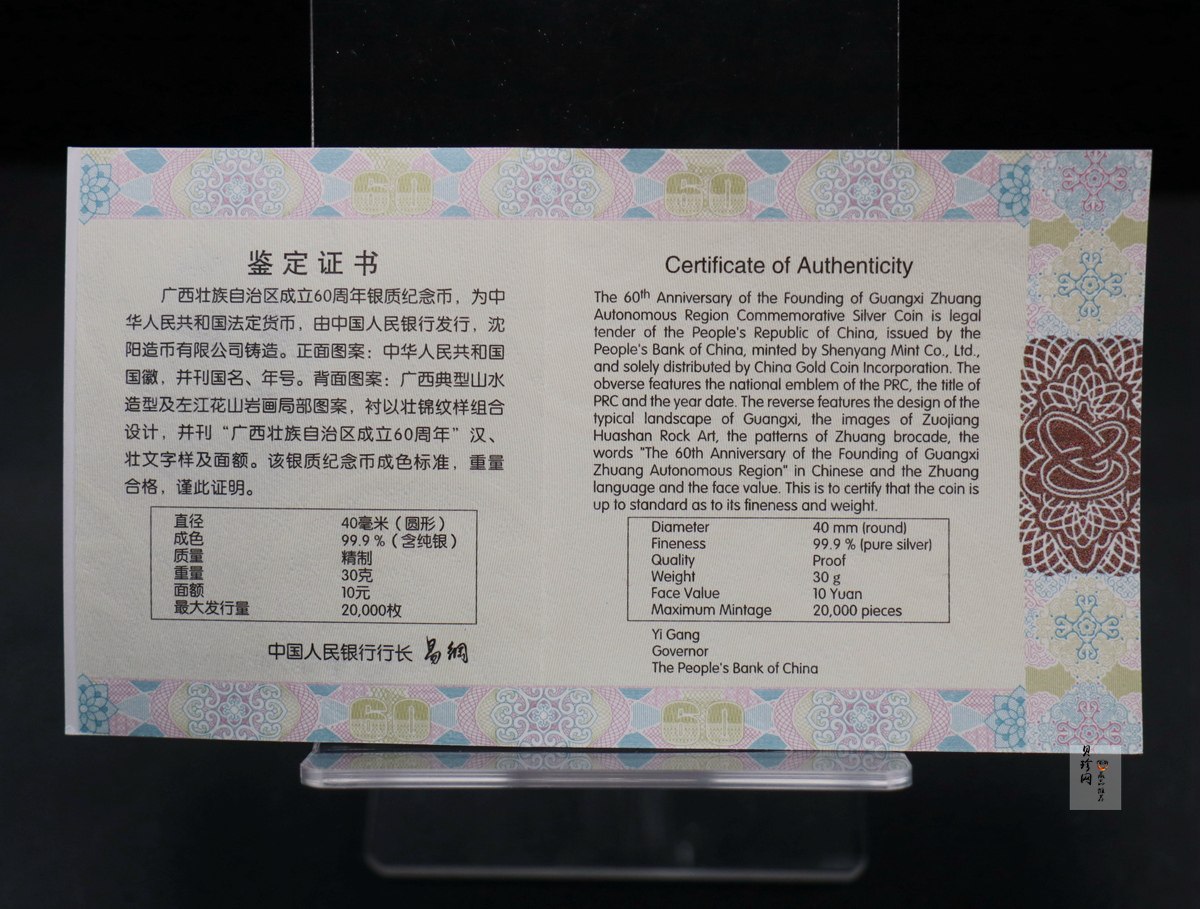 鉴定证书
广西壮族自治区成立60周年银质纪念币，为中
华人民共和国法定货币，由中国人民银行发行，沈
阳造币有限公司铸造。正面图案：中华人民共和国
国徽，并刊国名、年号。背面图案：广西典型山水
造型及左江花山岩画局部图案，衬以壮锦纹样组合
设计，并刊“广西壮族自治区成立60周年”汉、
壮文字样及面额。该银质纪念币成色标准，重量
合格，谨此证明。
直径 40毫米（圆形）
成色 99.9 %（含纯银）
质量 精制
重量 30克
面额 10元
最大发行量 20,000枚
中国人民银行行长 易纲
Certificate of Authenticity
The 60th Anniversary of the Founding of Guangxi Zhuang
Autonomous Region Commemorative Silver Coin is legal
tender of the People's Republic of China, issued by the
People's Bank of China, minted by Shenyang Mint Co., Ltd.,
and solely distributed by China Gold Coin Incorporation. The
obverse features the national emblem of the PRC, the title of
PRC and the year date. The reverse features the design of the
typical landscape of Guangxi, the images of Zuojiang
Huashan Rock Art, the patterns of Zhuang brocade, the
words "The 60th Anniversary of the Founding of Guangxi
Zhuang Autonomous Region" in Chinese and the Zhuang
language and the face value. This is to certify that the coin is
up to standard as to its fineness and weight.
Diameter 40 mm (round)
Fineness 99.9 % (pure silver)
Quality Proof
Weight 30 g
Face Value 10 Yuan
Maximum Mintage 20,000 pieces
Yi Gang
Governor
The People's Bank of China
60 60
60 60
贝珍网